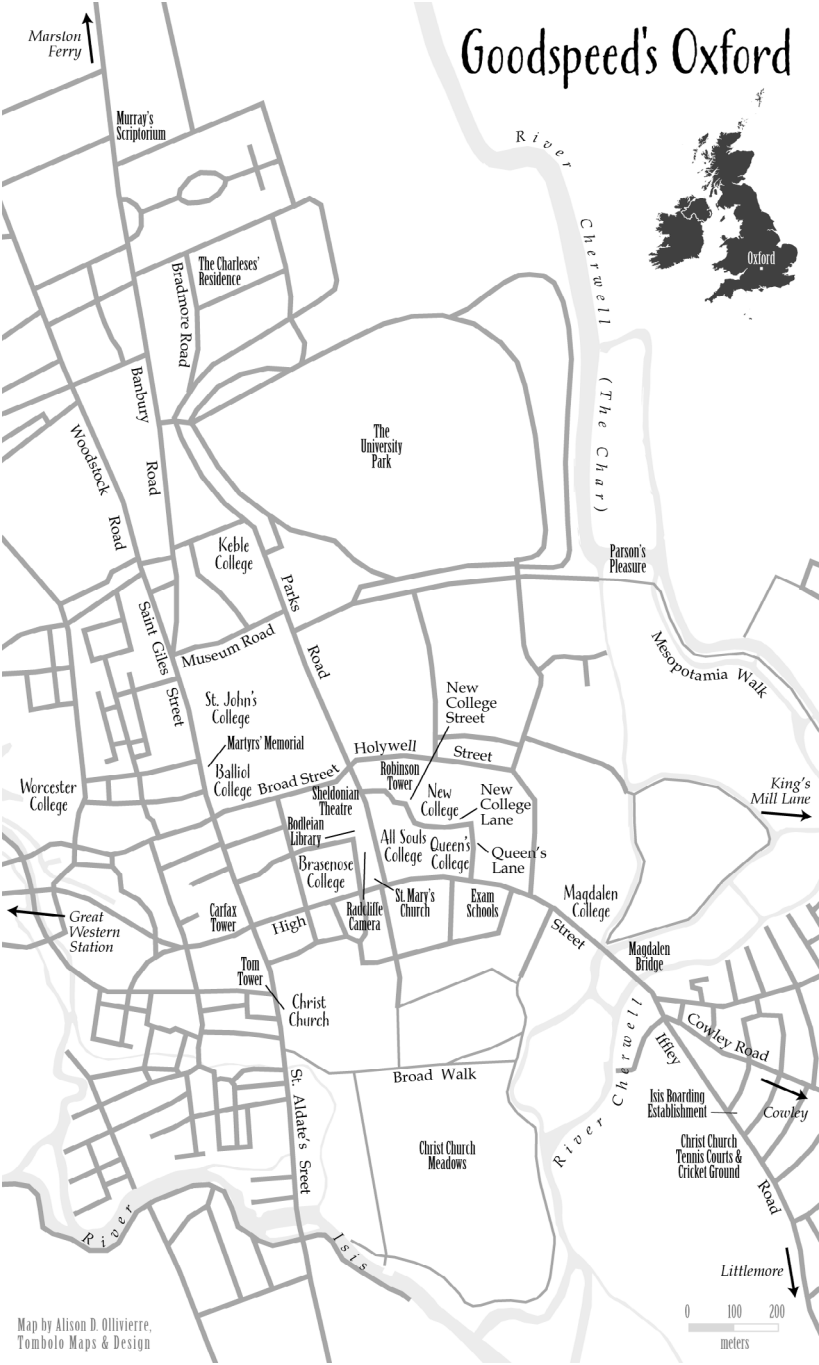 Goodspeed's Oxford
Marston
Ferry
Murray's
Scriptorium
River
Cherwell
(The Char)
Oxford
The Charleses'
Residence
Bradmore Road
Banbury
Road
Woodstock
Road
The
University
Park
Keble
College
Parks
Road
Parson's
Pleasure
Saint Giles
Street
Museum Road
Mesopotamia Walk
St. John's
College
New
College
Street
Martyrs' Memorial
Holywell
Street
Balliol
College
Broad Street
Robinson
Tower
Worcester
College
Sheldonian
Theatre
New
College
New
College
Lane
King's
Mill Lane
Bodleian
Library
All Souls
College
Queen's
College
Queen's
Lane
Brasenose
College
Magdalen
College
Great
Western
Station
Carfax
Tower
High
Radcliffe
Camera
St. Mary's
Church
Exam
Schools
Street
Magdalen
Bridge
Tom
Tower
Christ
Church
River Cherwell
Iffley
Cowley Road
Broad Walk
St. Aldate's Sreet
Isis Boarding
Establishment
Cowley
Christ Church
Meadows
Christ Church
Tennis Courts &
Cricket Ground
Road
River
Isis
Littlemore
0 100 200
meters
Map by Alison D. Ollivierre,
Tombolo Maps & Design